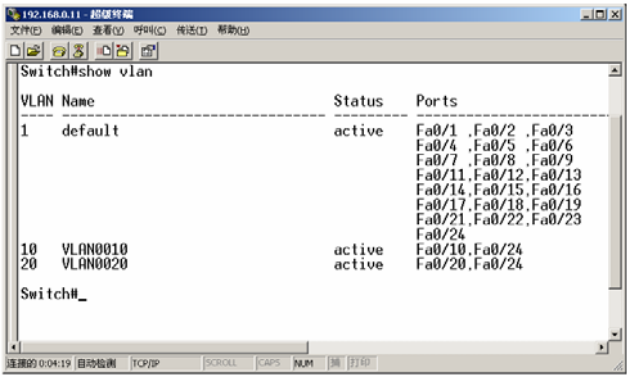 192.168.0.11 - 超级终端
文件(F) 编辑(E) 查看(V) 呼叫(C) 传送(T) 帮助(H)
Switch#show vlan
VLAN Name Status Ports
---- -------------------------------- --------- -------------------------------
1 default active Fa0/1 ,Fa0/2 ,Fa0/3
Fa0/4 ,Fa0/5 ,Fa0/6
Fa0/7 ,Fa0/8 ,Fa0/9
Fa0/11,Fa0/12,Fa0/13
Fa0/14,Fa0/15,Fa0/16
Fa0/17,Fa0/18,Fa0/19
Fa0/21,Fa0/22,Fa0/23
Fa0/24
10 VLAN0010 active Fa0/10,Fa0/24
20 VLAN0020 active Fa0/20,Fa0/24
Switch#_
连接的 0:04:19 自动检测 TCP/IP SCROLL CAPS NUM 捕 打印